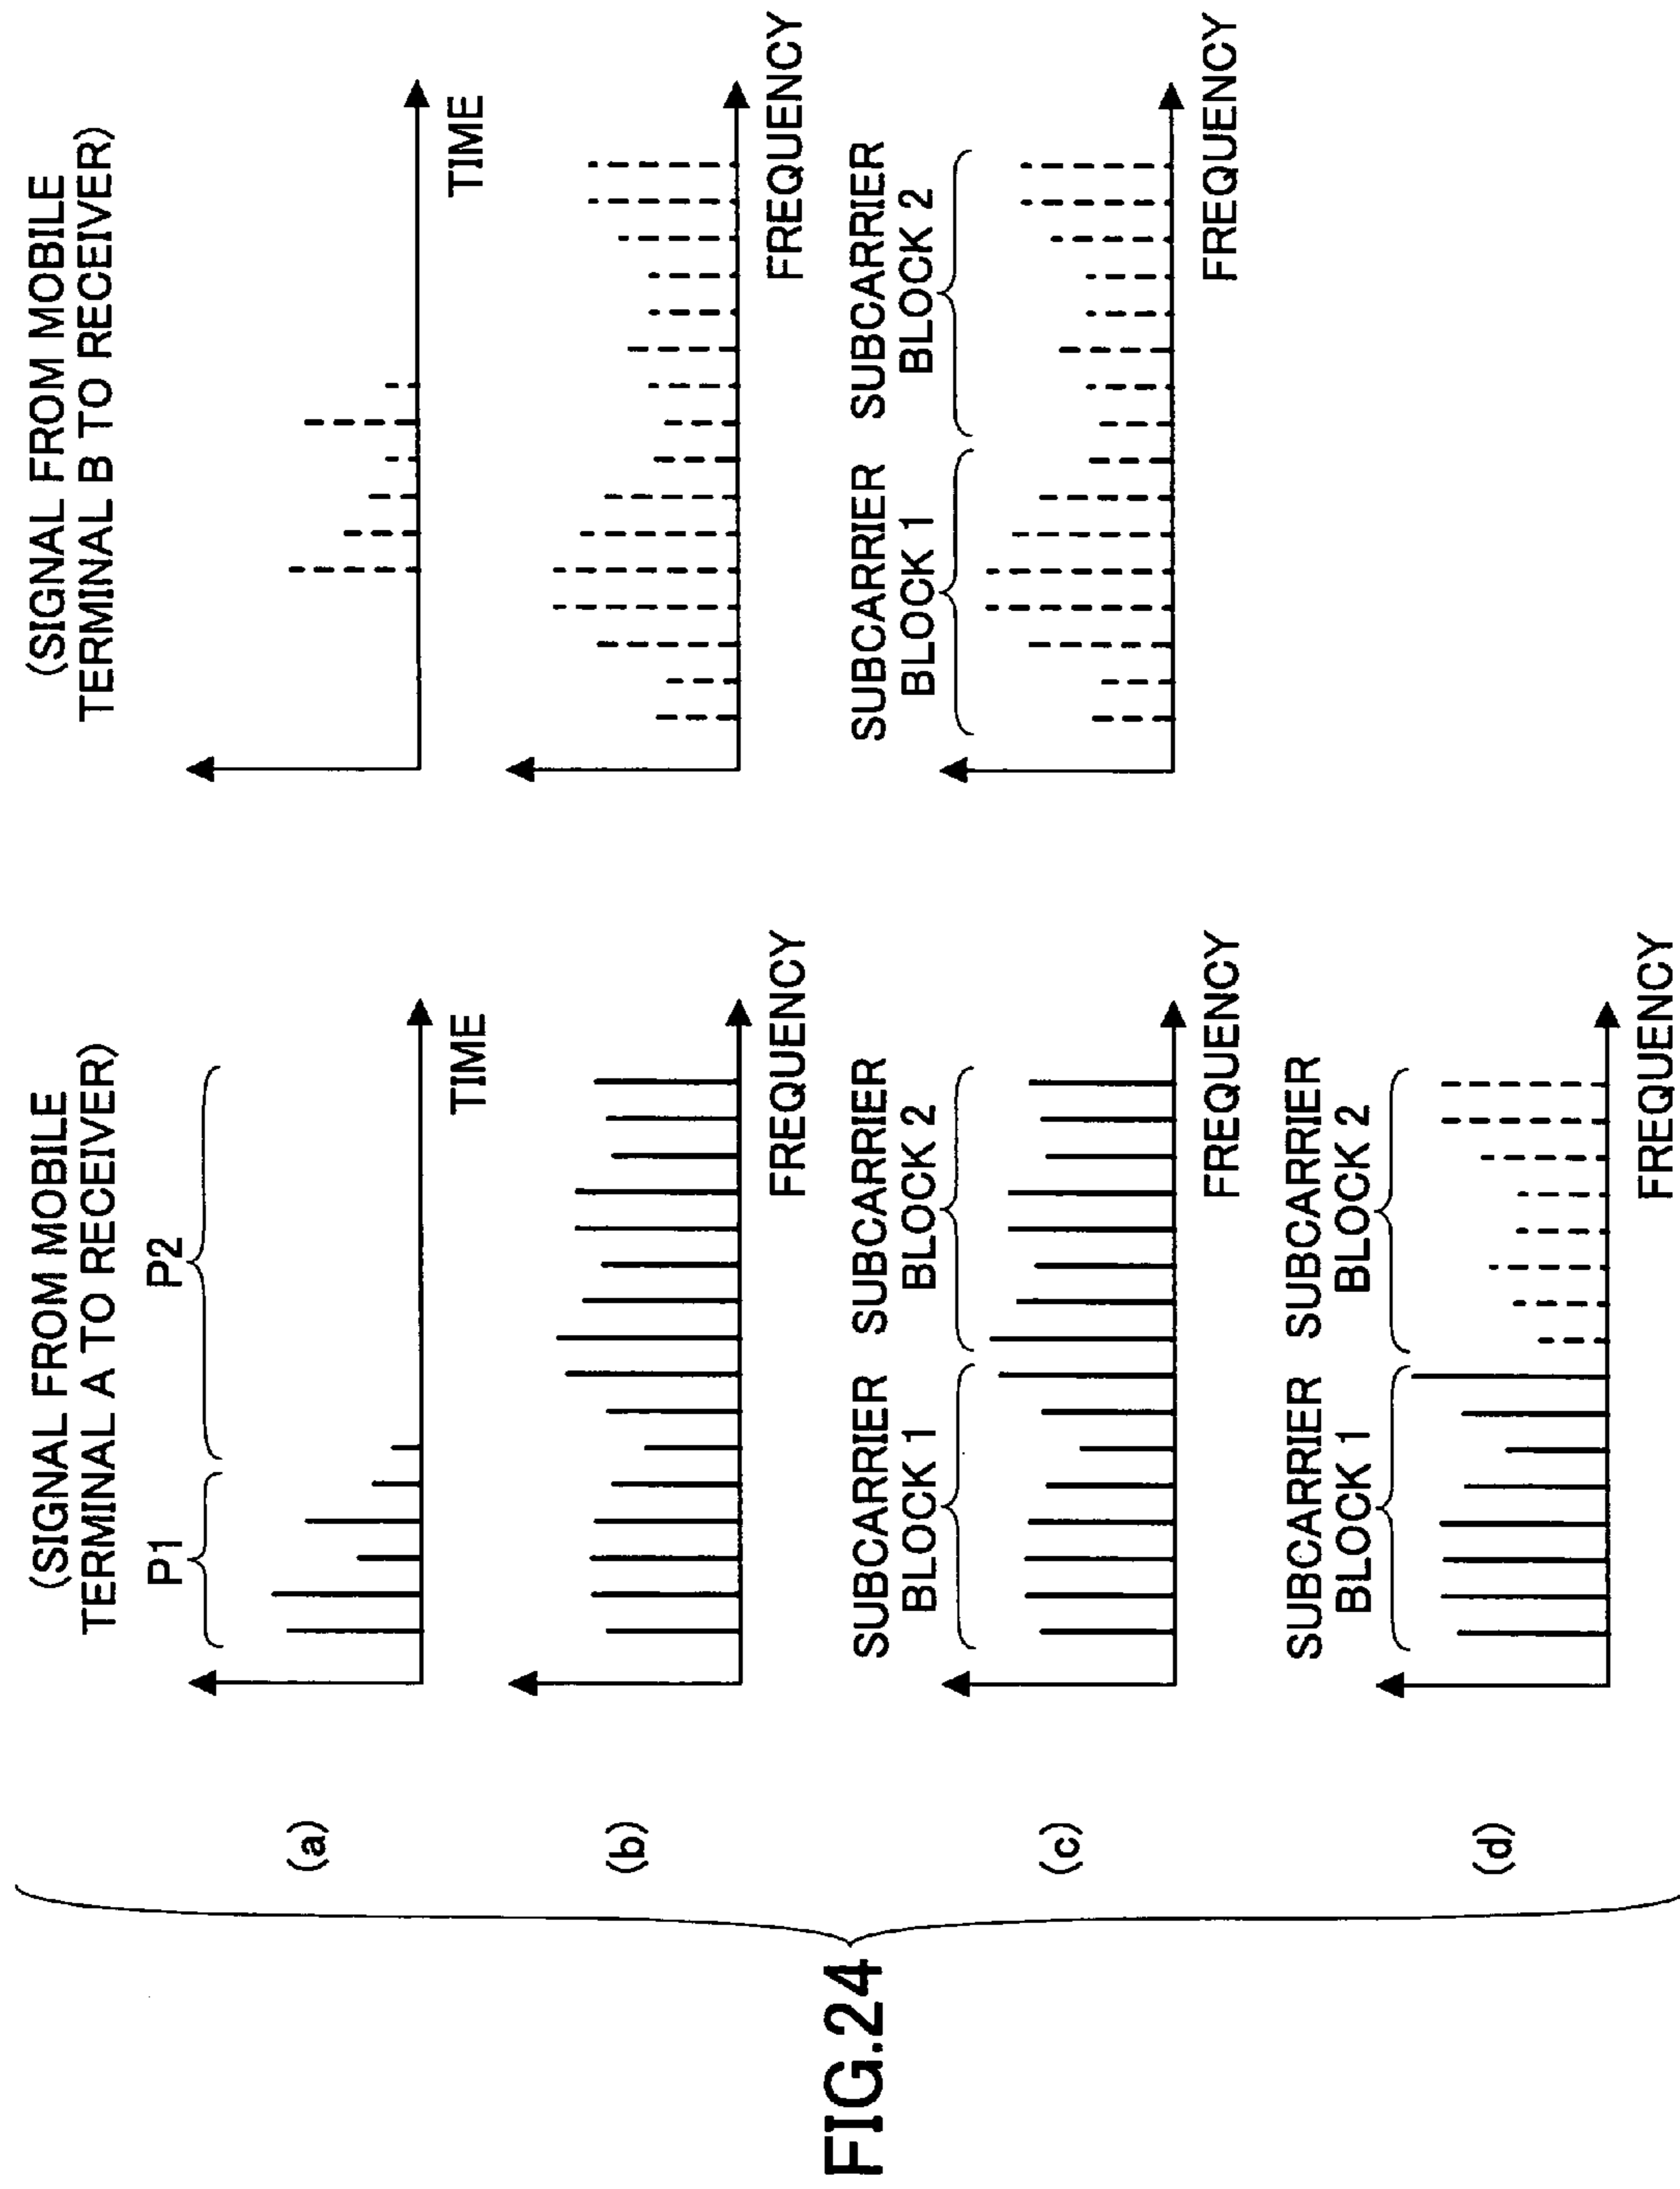 FIG.24
(SIGNAL FROM MOBILE
TERMINAL A TO RECEIVER)
(SIGNAL FROM MOBILE
TERMINAL B TO RECEIVER)
(a)
P1
P2
TIME
TIME
(b)
FREQUENCY
FREQUENCY
(c)
SUBCARRIER
BLOCK 1
SUBCARRIER
BLOCK 2
FREQUENCY
SUBCARRIER
BLOCK 1
SUBCARRIER
BLOCK 2
FREQUENCY
(d)
SUBCARRIER
BLOCK 1
SUBCARRIER
BLOCK 2
FREQUENCY